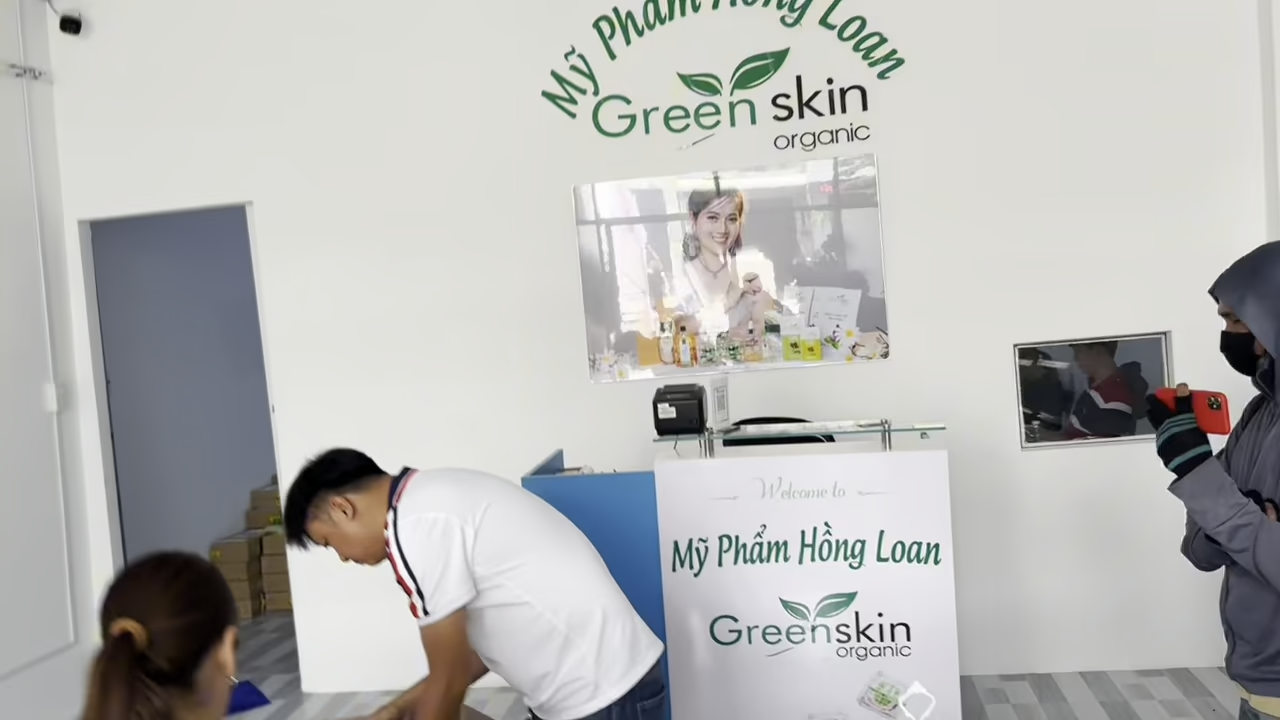 Mỹ Phẩm Hồng Loan
Green skin
organic
Welcome to
Mỹ Phẩm Hồng Loan
Greenskin
organic